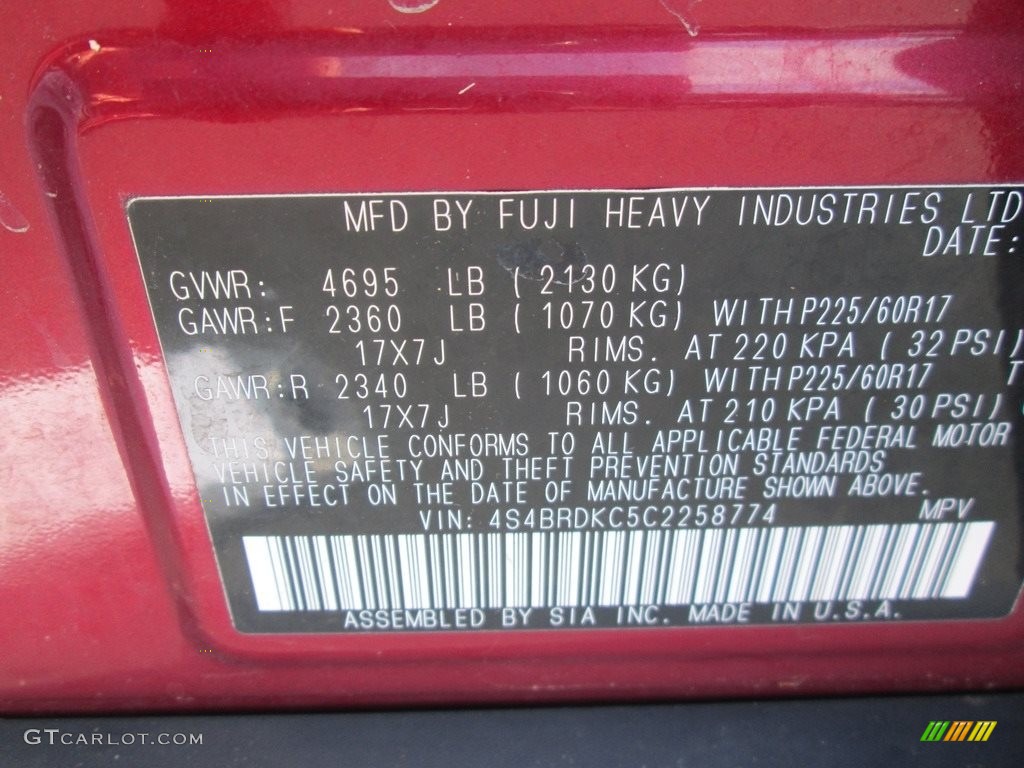 MFD BY FUJI HEAVY INDUSTRIES LTD
DATE:
GVWR: 4695 LB ( 2130 KG)
GAWR:F 2360 LB ( 1070 KG) WITH P225/60R17
17X7J RIMS. AT 220 KPA ( 32 PSI)
GAWR:R 2340 LB ( 1060 KG) WITH P225/60R17 T
17X7J RIMS. AT 210 KPA ( 30 PSI)
THIS VEHICLE CONFORMS TO ALL APPLICABLE FEDERAL MOTOR
VEHICLE SAFETY AND THEFT PREVENTION STANDARDS
IN EFFECT ON THE DATE OF MANUFACTURE SHOWN ABOVE.
VIN: 4S4BRDKC5C2258774 MPV
ASSEMBLED BY SIA INC. MADE IN U.S.A.
GTCARLOT.COM